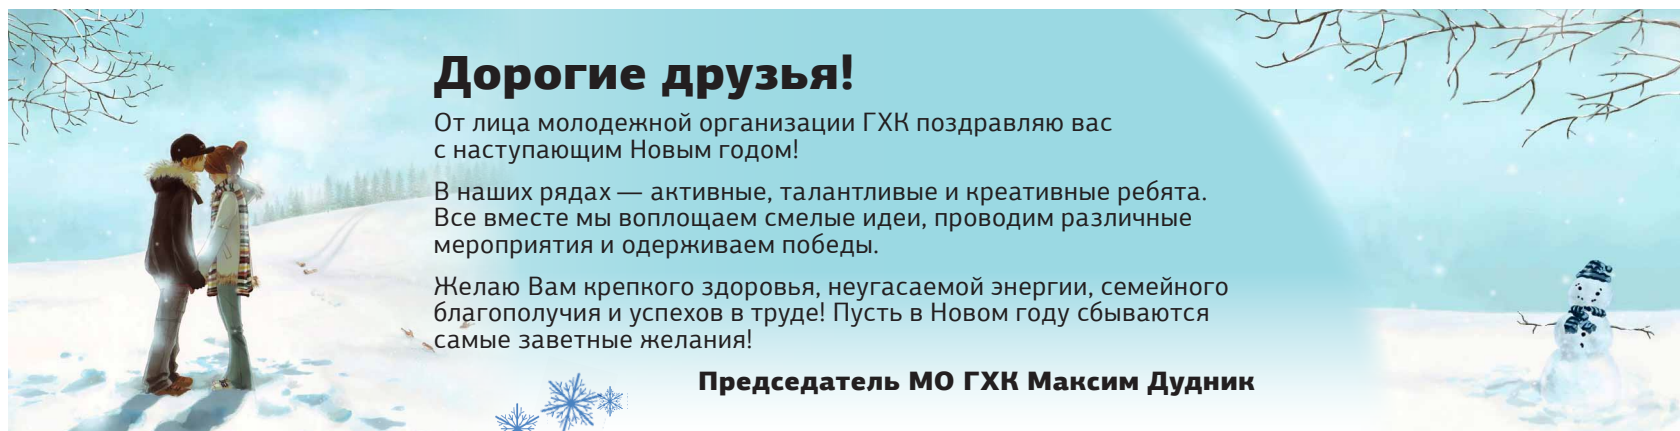 Дорогие друзья!
От лица молодежной организации ГХК поздравляю вас
с наступающим Новым годом!
В наших рядах — активные, талантливые и креативные ребята.
Все вместе мы воплощаем смелые идеи, проводим различные
мероприятия и одерживаем победы.
Желаю Вам крепкого здоровья, неугасаемой энергии, семейного
благополучия и успехов в труде! Пусть в Новом году сбываются
самые заветные желания!
Председатель МО ГХК Максим Дудник